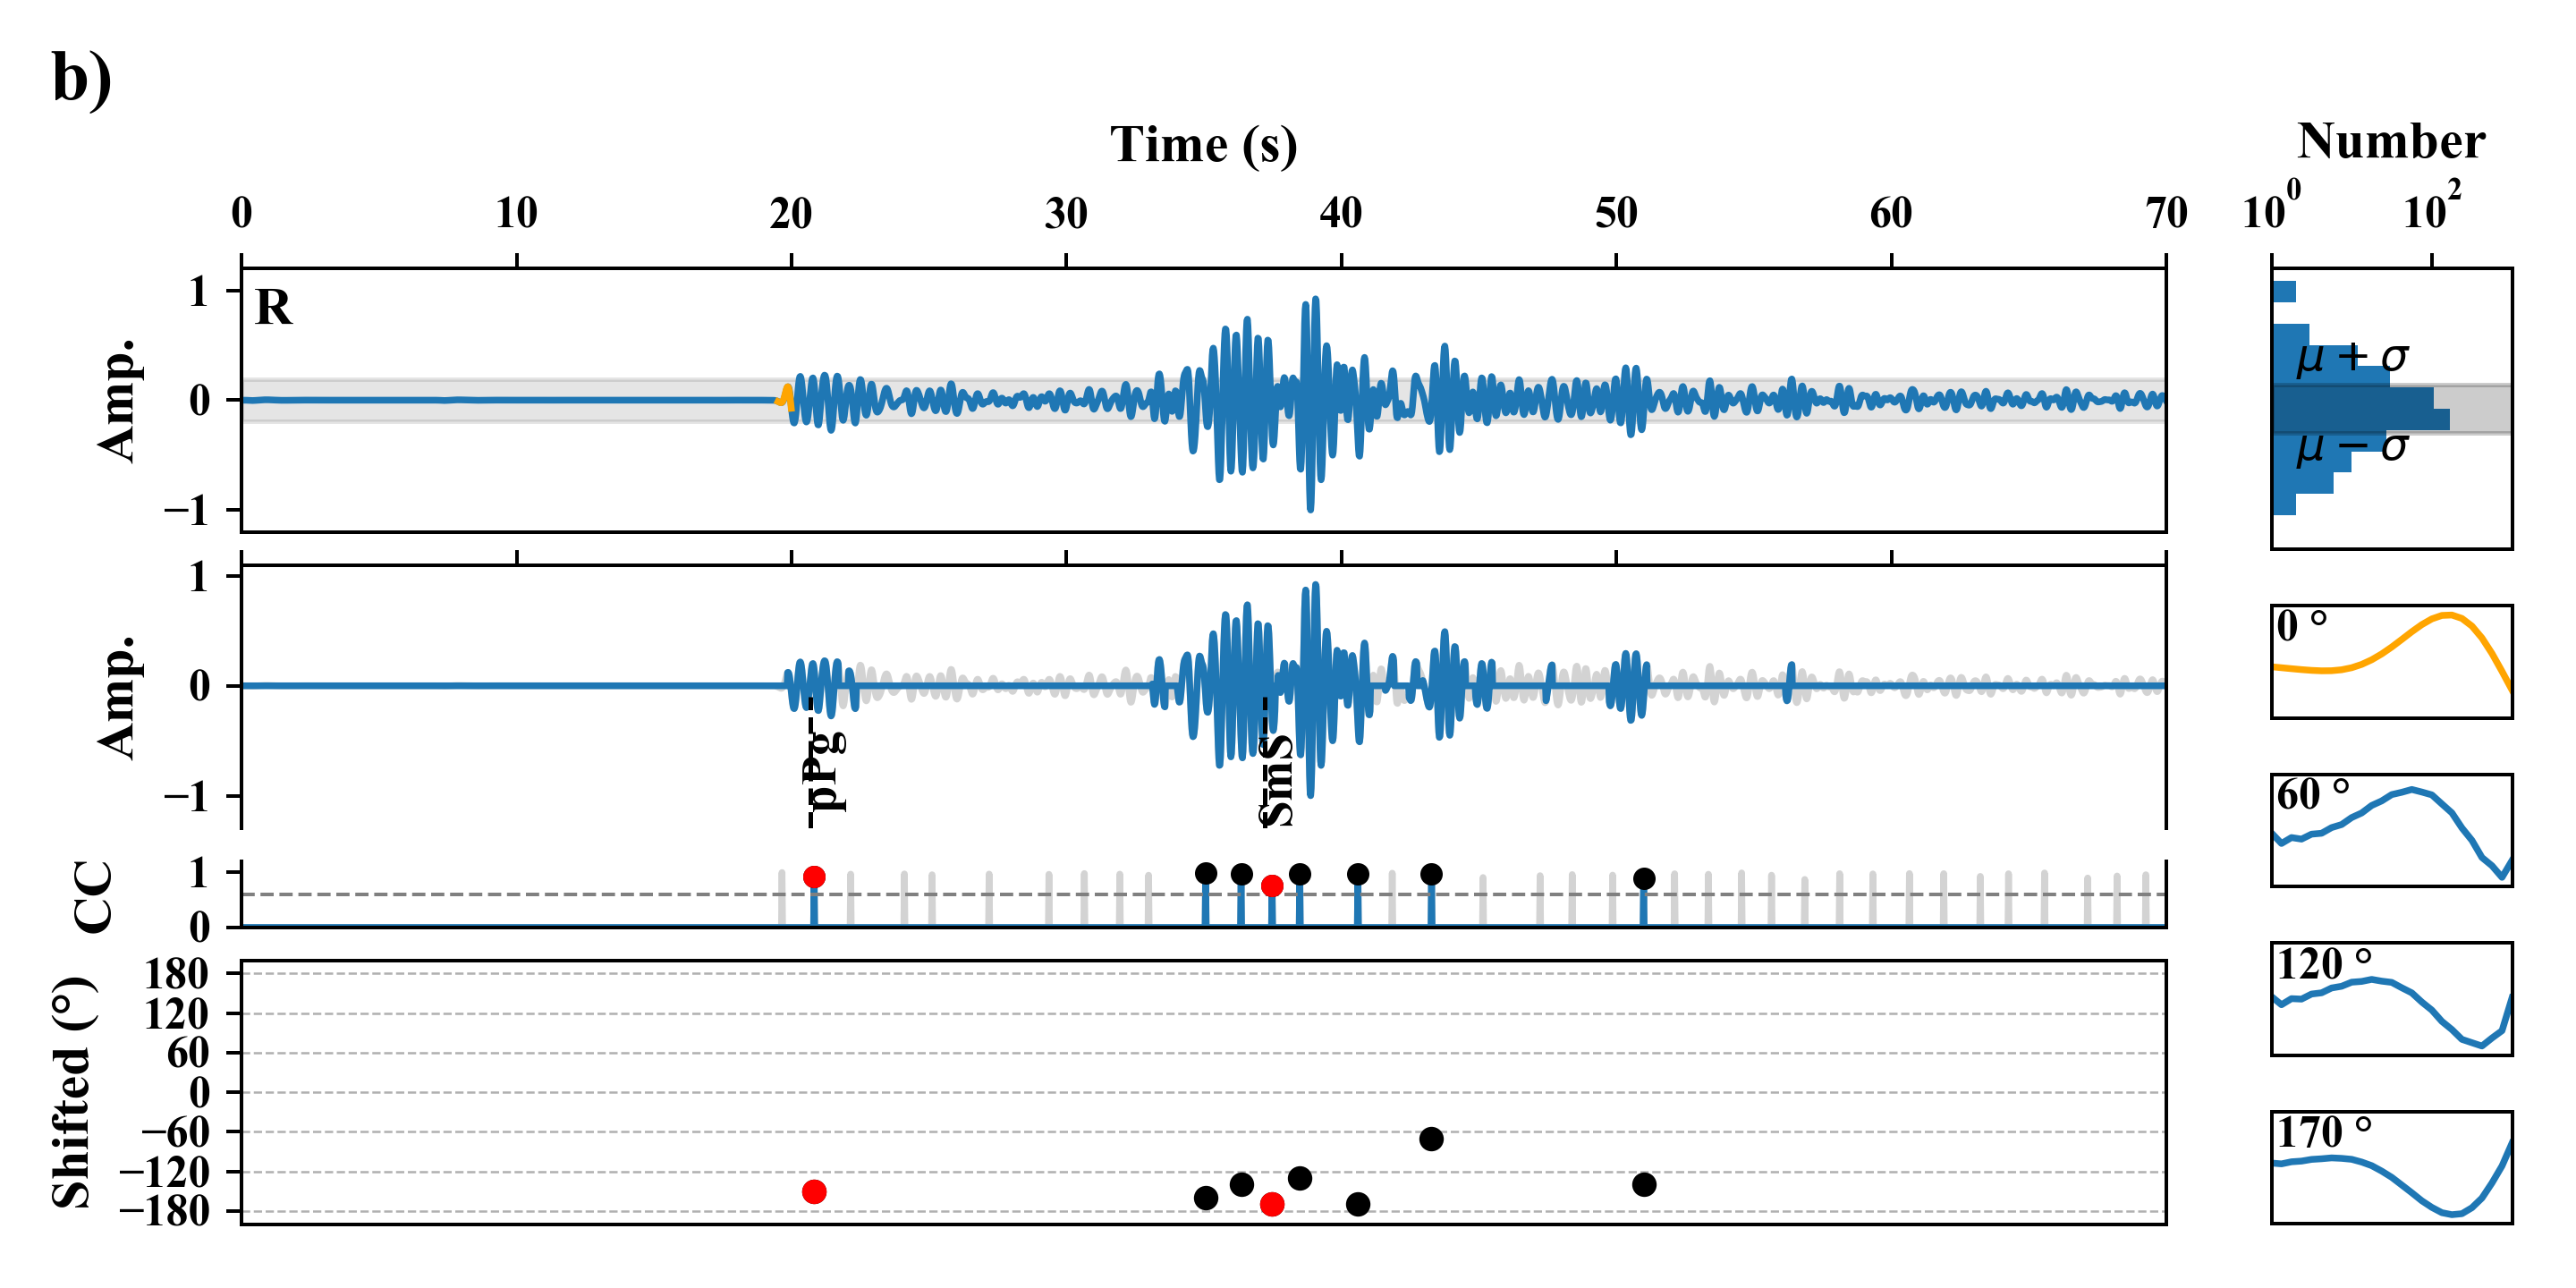 b)
Time (s)
Number
0 10 20 30 40 50 60 70
10^0 10^2
R
Amp.
1
0
−1
μ + σ
μ − σ
Amp.
1
0
−1
pPg
SmS
0 °
60 °
CC
1
0
120 °
Shifted (°)
180
120
60
0
−60
−120
−180
170 °